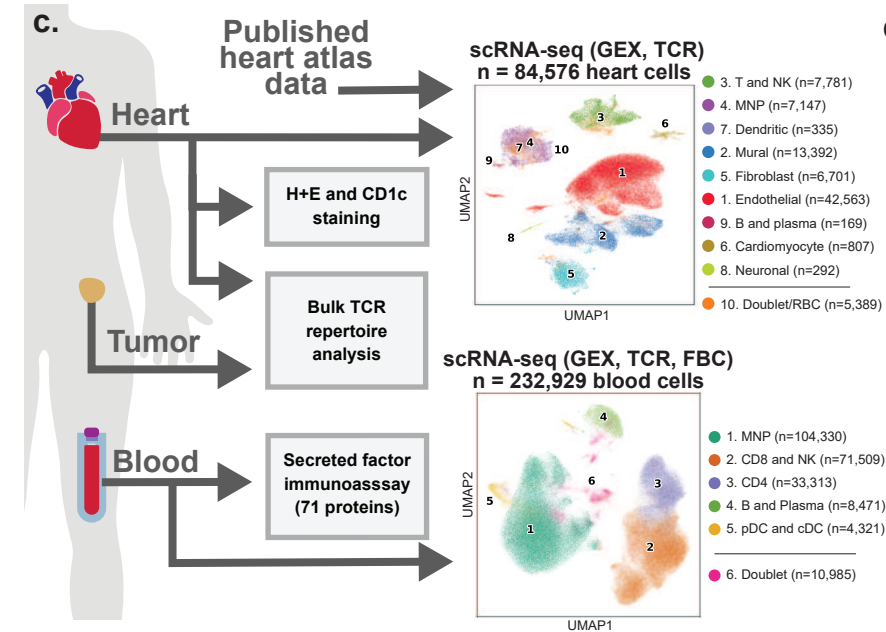 c.
Published
heart atlas
data
Heart
H+E and CD1c
staining
Bulk TCR
repertoire
analysis
Tumor
Blood
Secreted factor
immunoasssay
(71 proteins)
scRNA-seq (GEX, TCR)
n = 84,576 heart cells
3
6
4
7
10
9
1
8
2
5
UMAP2
UMAP1
3. T and NK (n=7,781)
4. MNP (n=7,147)
7. Dendritic (n=335)
2. Mural (n=13,392)
5. Fibroblast (n=6,701)
1. Endothelial (n=42,563)
9. B and plasma (n=169)
6. Cardiomyocyte (n=807)
8. Neuronal (n=292)
10. Doublet/RBC (n=5,389)
scRNA-seq (GEX, TCR, FBC)
n = 232,929 blood cells
4
6
3
5
1
2
UMAP2
UMAP1
1. MNP (n=104,330)
2. CD8 and NK (n=71,509)
3. CD4 (n=33,313)
4. B and Plasma (n=8,471)
5. pDC and cDC (n=4,321)
6. Doublet (n=10,985)